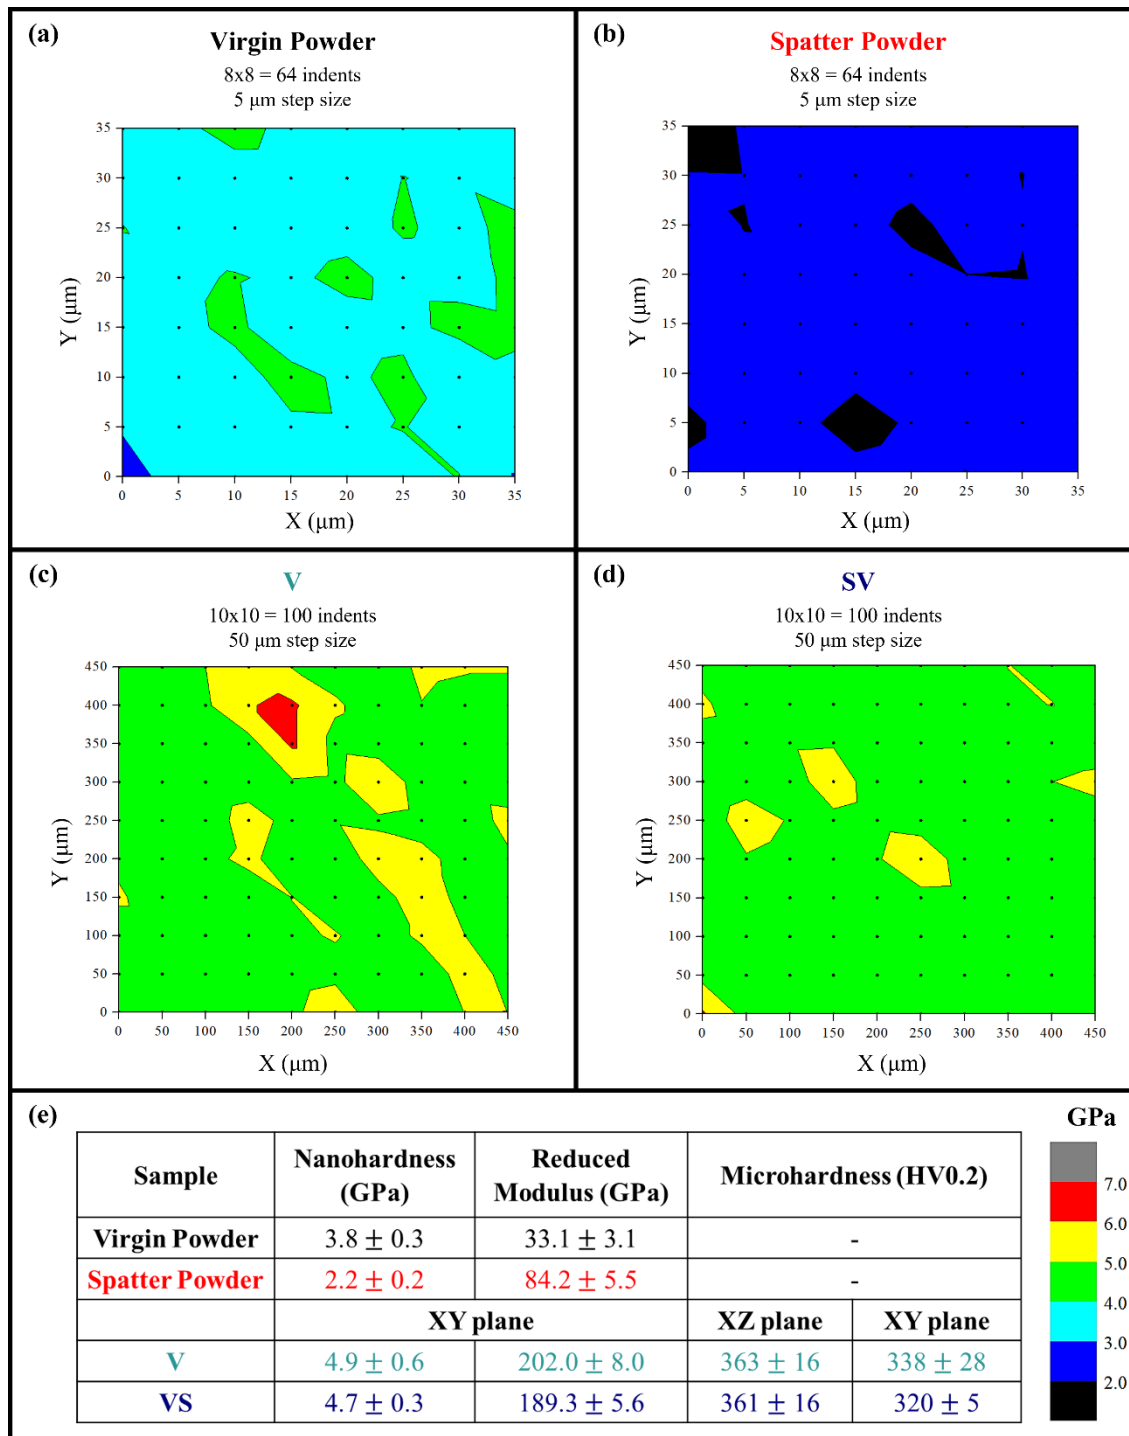 (a)
Virgin Powder
8x8 = 64 indents
5 μm step size
35
30
25
20
15
10
5
0
Y (μm)
0 5 10 15 20 25 30 35
X (μm)
(b)
Spatter Powder
8x8 = 64 indents
5 μm step size
35
30
25
20
15
10
5
0
Y (μm)
0 5 10 15 20 25 30 35
X (μm)
(c)
V
10x10 = 100 indents
50 μm step size
450
400
350
300
250
200
150
100
50
0
Y (μm)
0 50 100 150 200 250 300 350 400 450
X (μm)
(d)
SV
10x10 = 100 indents
50 μm step size
450
400
350
300
250
200
150
100
50
0
Y (μm)
0 50 100 150 200 250 300 350 400 450
X (μm)
(e)
Sample Nanohardness (GPa) Reduced Modulus (GPa) Microhardness (HV0.2)
Virgin Powder 3.8 ± 0.3 33.1 ± 3.1 -
Spatter Powder 2.2 ± 0.2 84.2 ± 5.5 -
XY plane XZ plane XY plane
V 4.9 ± 0.6 202.0 ± 8.0 363 ± 16 338 ± 28
VS 4.7 ± 0.3 189.3 ± 5.6 361 ± 16 320 ± 5
GPa
7.0
6.0
5.0
4.0
3.0
2.0